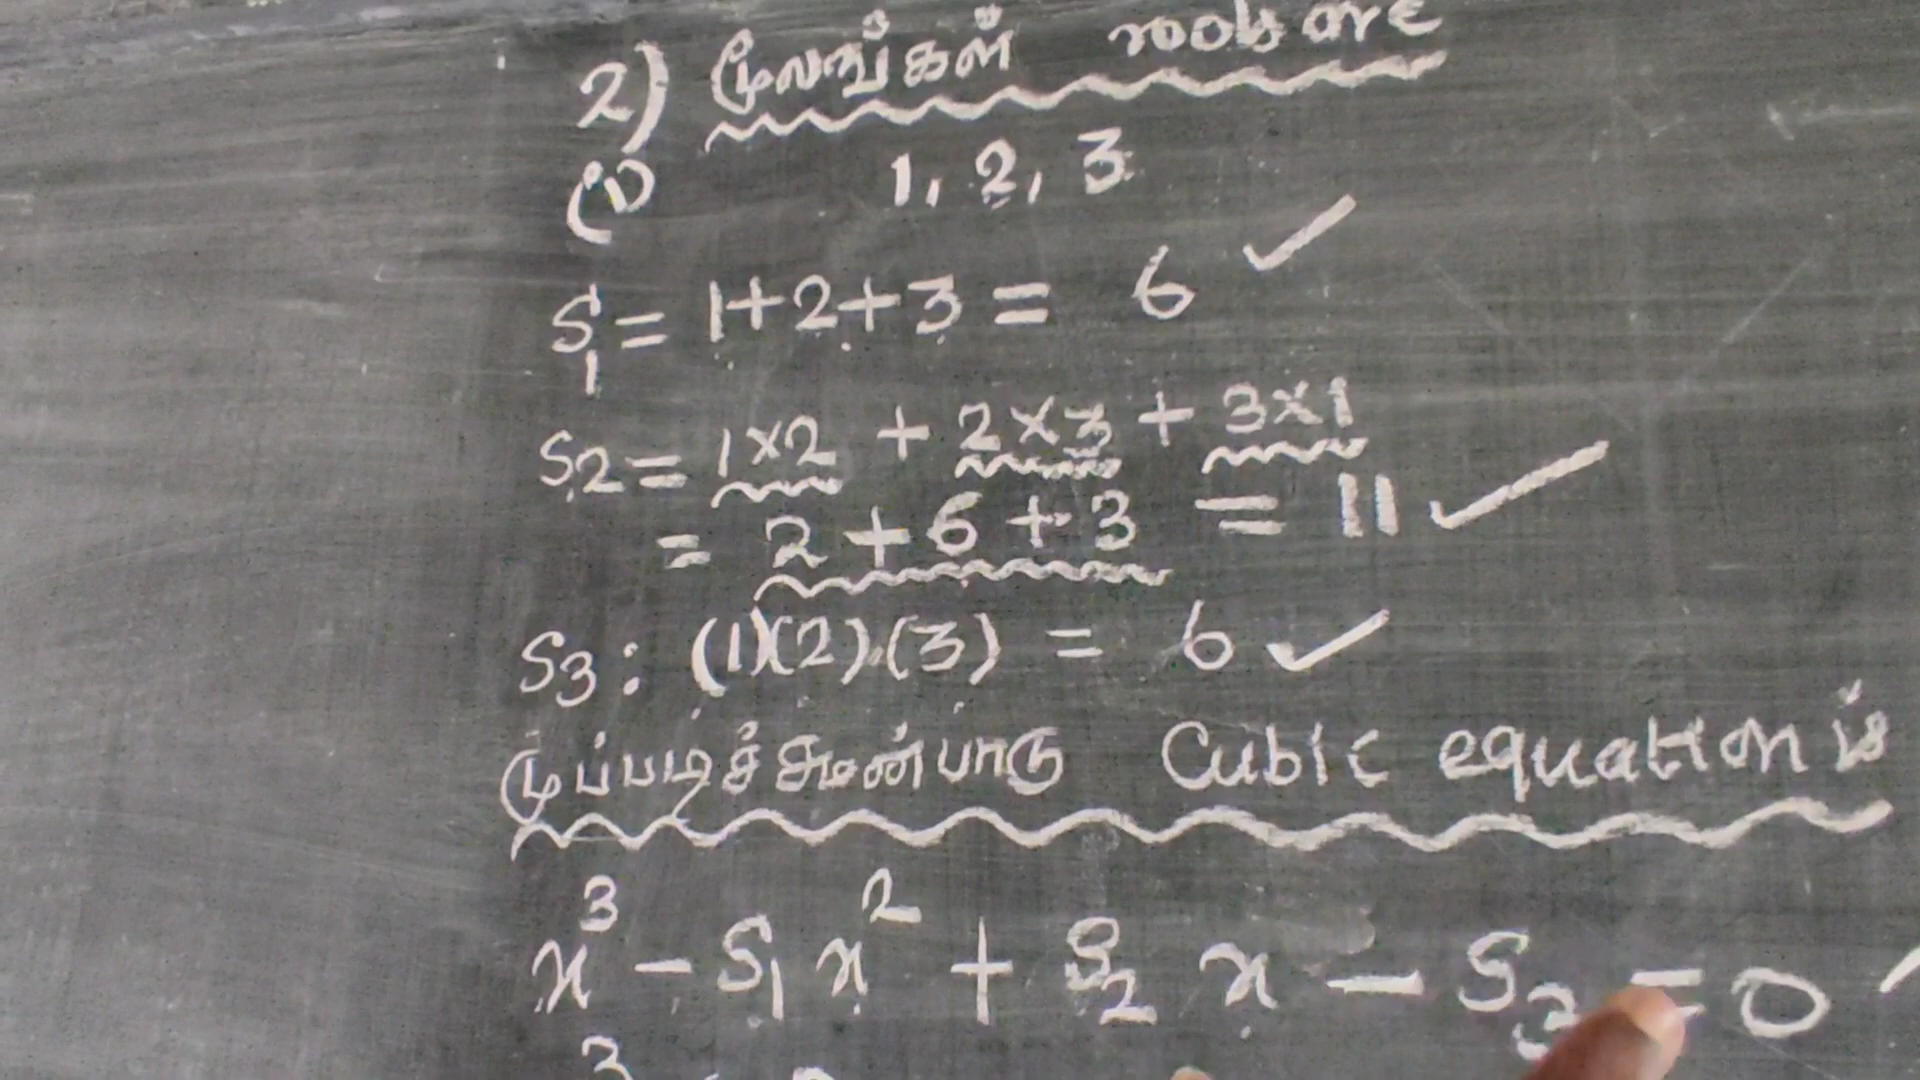 2) மூலங்கள் roots are
(i) 1, 2, 3
S1 = 1+2+3 = 6 ✓
S2 = 1×2 + 2×3 + 3×1
= 2 + 6 + 3 = 11 ✓
S3 : (1)(2).(3) = 6 ✓
முப்படிச் சமன்பாடு Cubic equation is
x³ - S1 x² + S2 x - S3 = 0